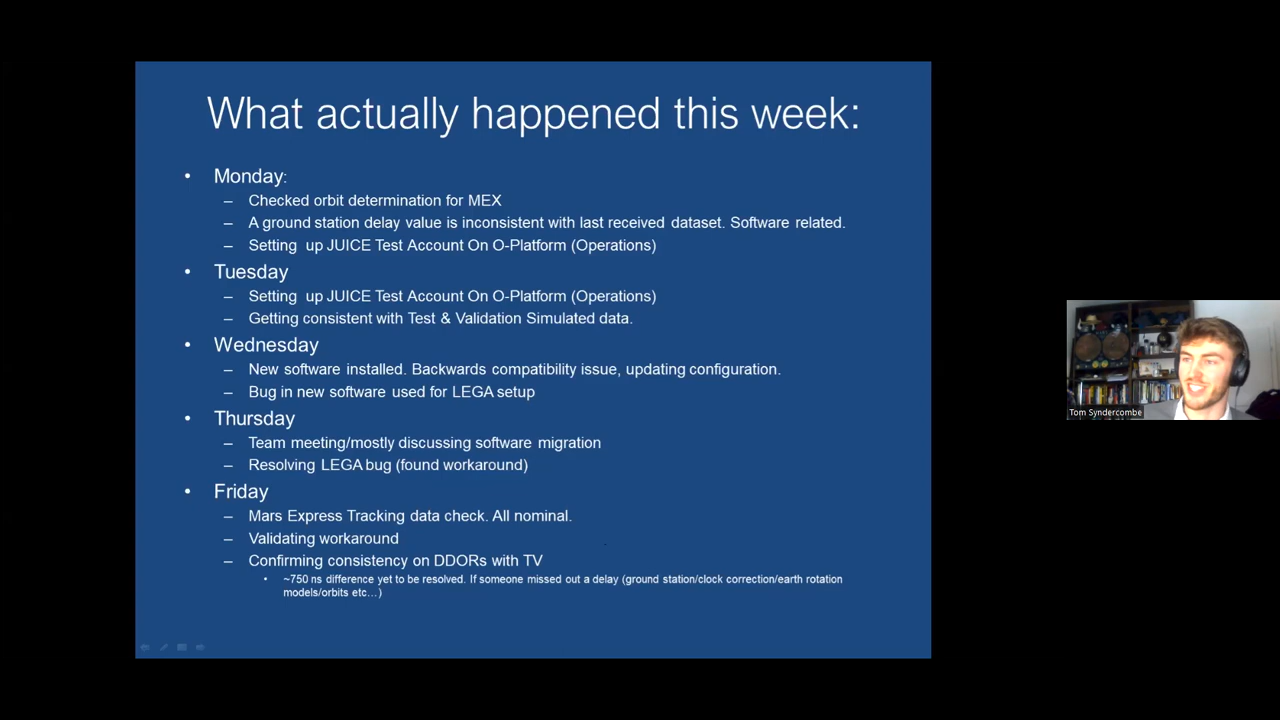 What actually happened this week:
• Monday:
– Checked orbit determination for MEX
– A ground station delay value is inconsistent with last received dataset. Software related.
– Setting up JUICE Test Account On O-Platform (Operations)
• Tuesday
– Setting up JUICE Test Account On O-Platform (Operations)
– Getting consistent with Test & Validation Simulated data.
• Wednesday
– New software installed. Backwards compatibility issue, updating configuration.
– Bug in new software used for LEGA setup
• Thursday
– Team meeting/mostly discussing software migration
– Resolving LEGA bug (found workaround)
• Friday
– Mars Express Tracking data check. All nominal.
– Validating workaround
– Confirming consistency on DDORs with TV
• ~750 ns difference yet to be resolved. If someone missed out a delay (ground station/clock correction/earth rotation
models/orbits etc…)
Tom Syndercombe